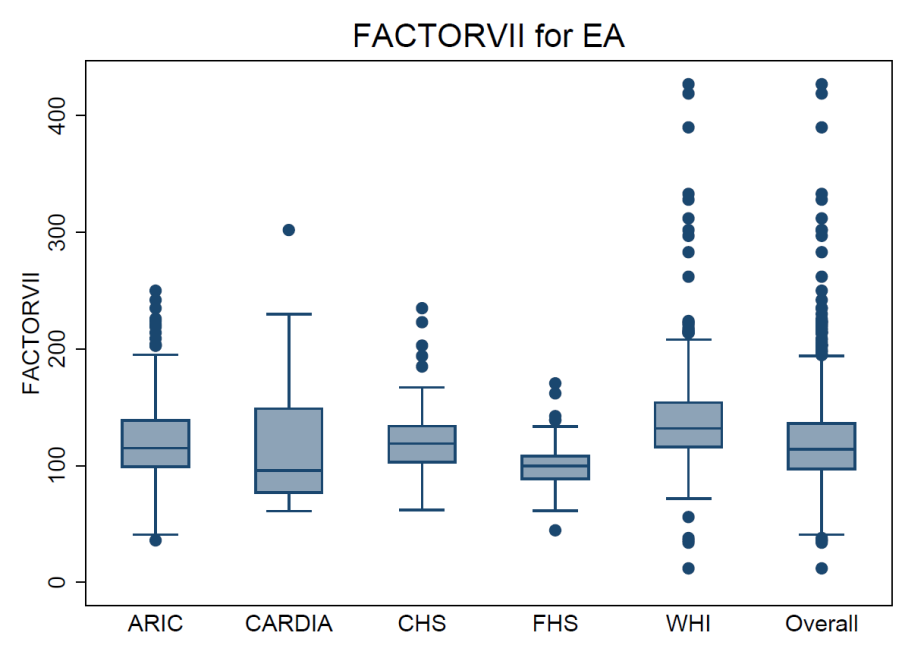 FACTORVII for EA
FACTORVII
400
300
200
100
0
ARIC CARDIA CHS FHS WHI Overall